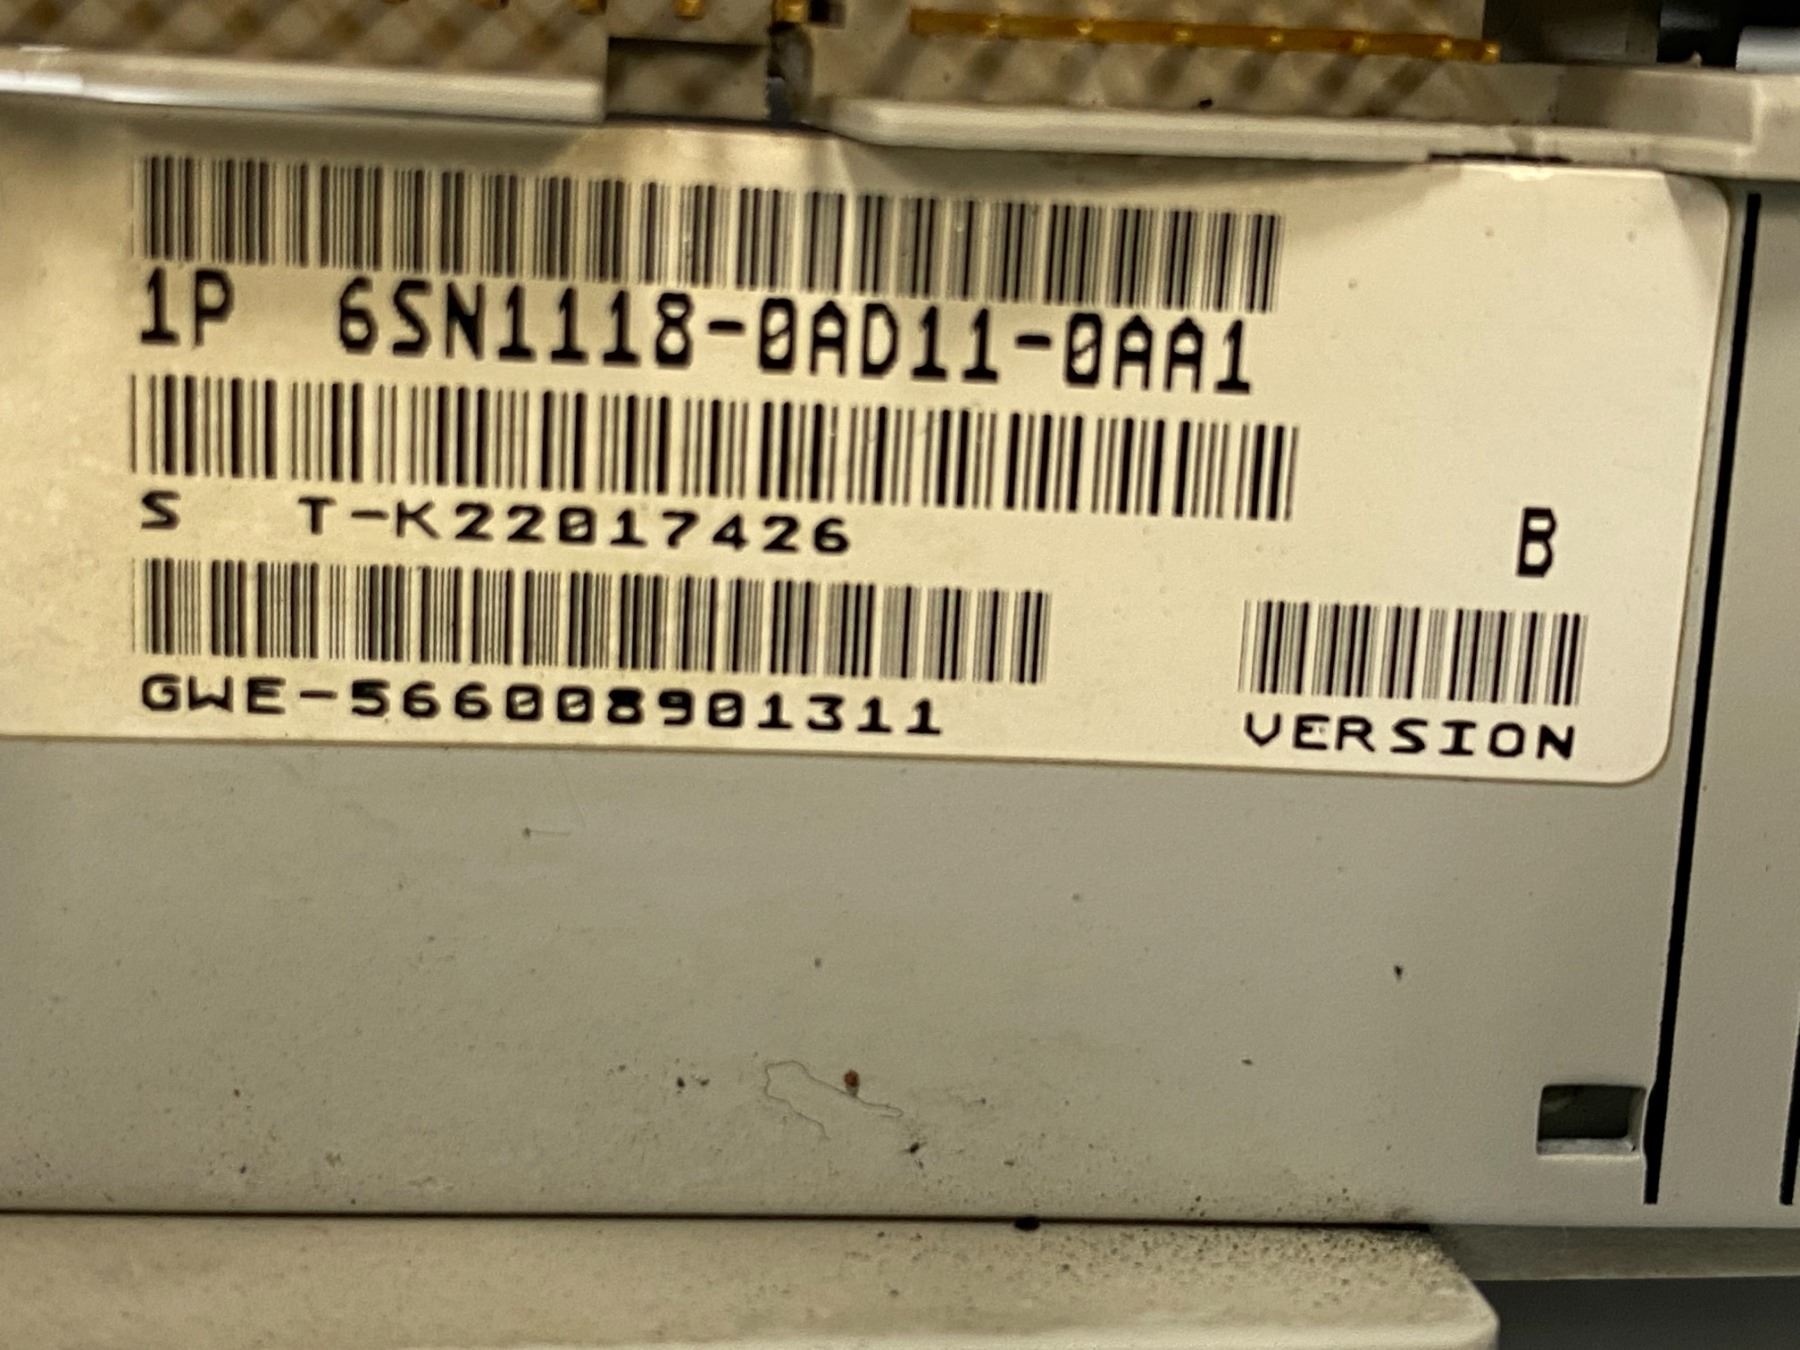 1P 6SN1118-0AD11-0AA1
S T-K22017426
B
GWE-566008901311
VERSION